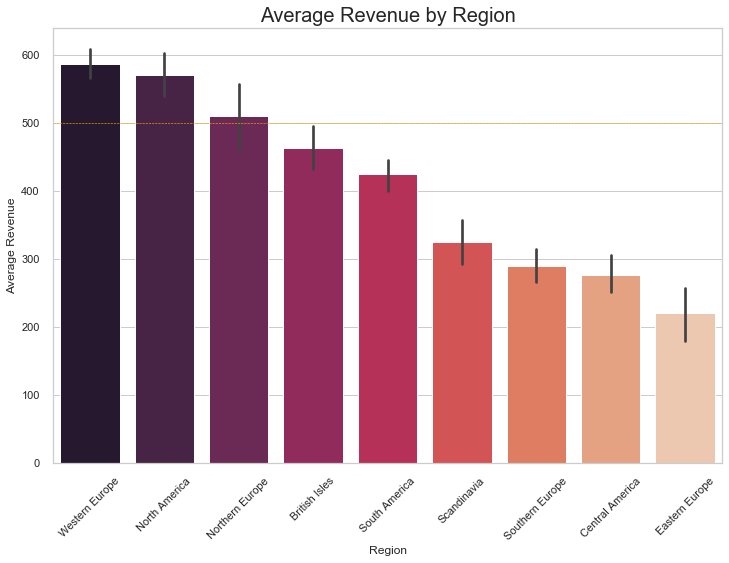 Average Revenue by Region
Average Revenue
600
500
400
300
200
100
0
Western Europe
North America
Northern Europe
British Isles
South America
Scandinavia
Southern Europe
Central America
Eastern Europe
Region